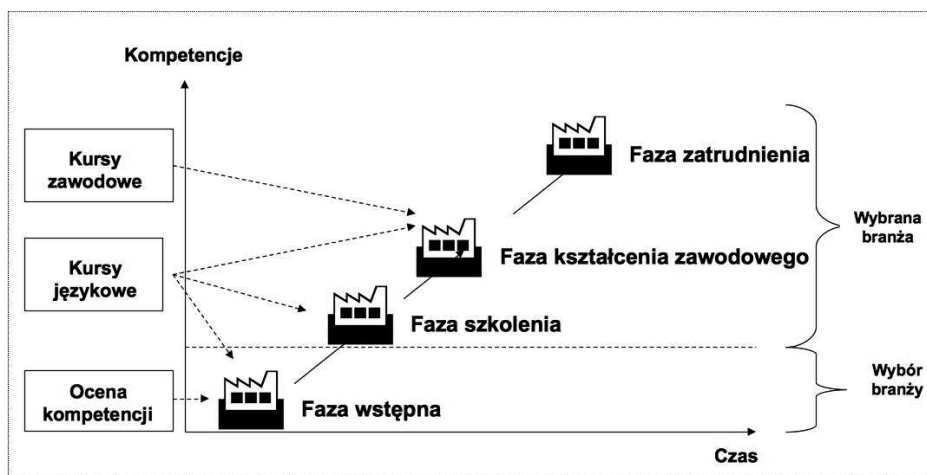 Kompetencje
Kursy
zawodowe
Faza zatrudnienia
Wybrana
branża
Kursy
językowe
Faza kształcenia zawodowego
Faza szkolenia
Ocena
kompetencji
Faza wstępna
Wybór
branży
Czas